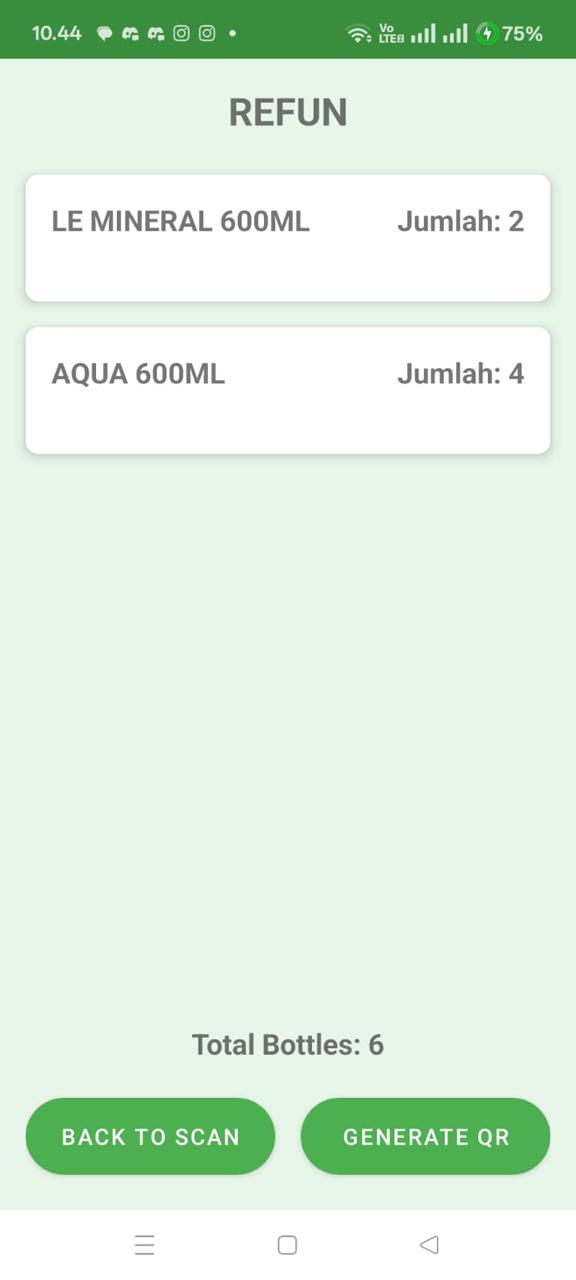 10.44 Vo LTE2 75%
REFUN
LE MINERAL 600ML Jumlah: 2
AQUA 600ML Jumlah: 4
Total Bottles: 6
BACK TO SCAN GENERATE QR